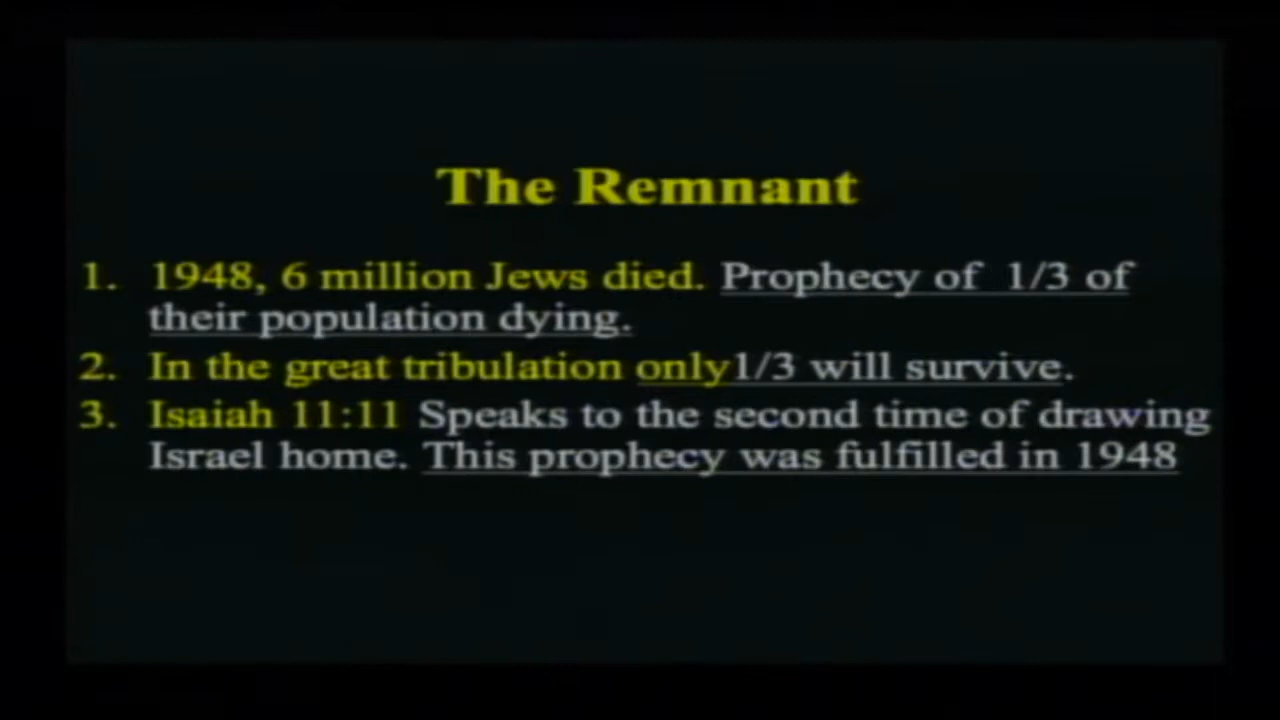 The Remnant
1. 1948, 6 million Jews died. Prophecy of 1/3 of
their population dying.
2. In the great tribulation only1/3 will survive.
3. Isaiah 11:11 Speaks to the second time of drawing
Israel home. This prophecy was fulfilled in 1948